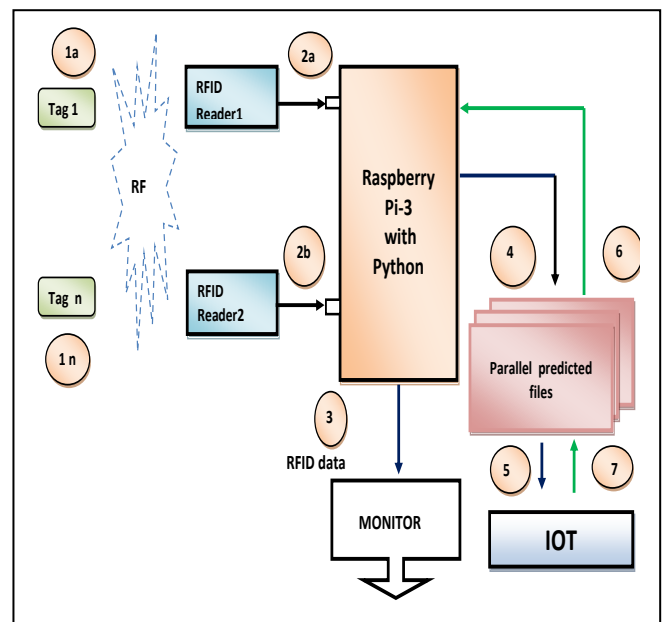 1a
2a
Tag 1
RFID
Reader1
RF
Raspberry
Pi-3
with
Python
2b
4
6
Tag n
RFID
Reader2
1 n
Parallel predicted
files
3
RFID data
5
7
MONITOR
IOT